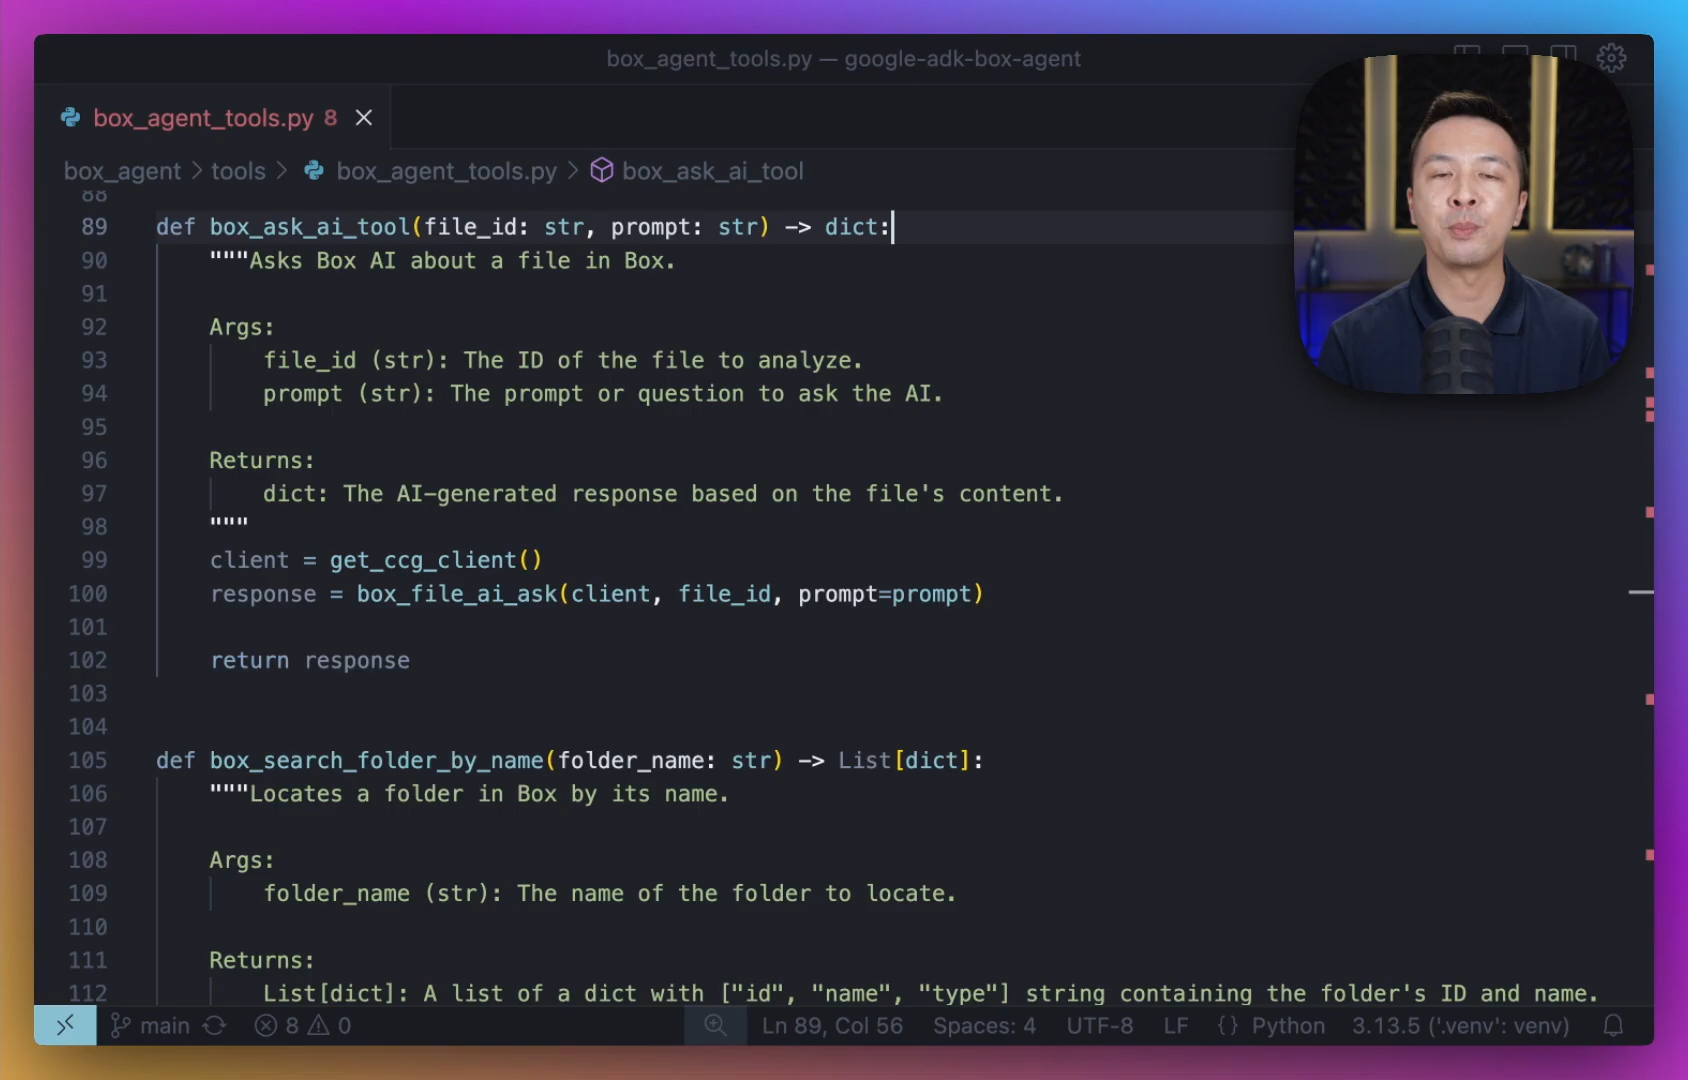 box_agent_tools.py — google-adk-box-agent
box_agent_tools.py 8
box_agent > tools > box_agent_tools.py > box_ask_ai_tool
88
89 def box_ask_ai_tool(file_id: str, prompt: str) -> dict:
90 """Asks Box AI about a file in Box.
91
92 Args:
93 file_id (str): The ID of the file to analyze.
94 prompt (str): The prompt or question to ask the AI.
95
96 Returns:
97 dict: The AI-generated response based on the file's content.
98 """
99 client = get_ccg_client()
100 response = box_file_ai_ask(client, file_id, prompt=prompt)
101
102 return response
103
104
105 def box_search_folder_by_name(folder_name: str) -> List[dict]:
106 """Locates a folder in Box by its name.
107
108 Args:
109 folder_name (str): The name of the folder to locate.
110
111 Returns:
112 List[dict]: A list of a dict with ["id", "name", "type"] string containing the folder's ID and name.
main 8 0 Ln 89, Col 56 Spaces: 4 UTF-8 LF {} Python 3.13.5 ('.venv': venv)